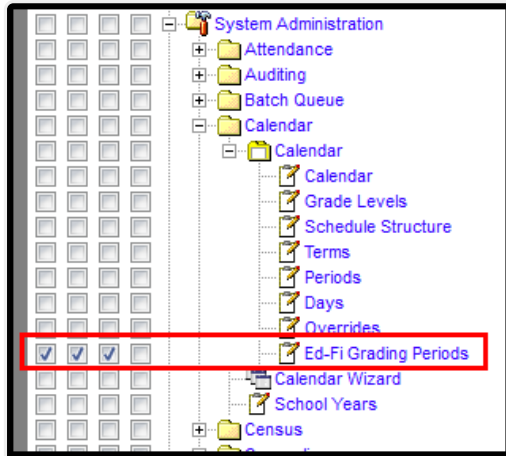 System Administration
Attendance
Auditing
Batch Queue
Calendar
Calendar
Calendar
Grade Levels
Schedule Structure
Terms
Periods
Days
Overrides
Ed-Fi Grading Periods
Calendar Wizard
School Years
Census